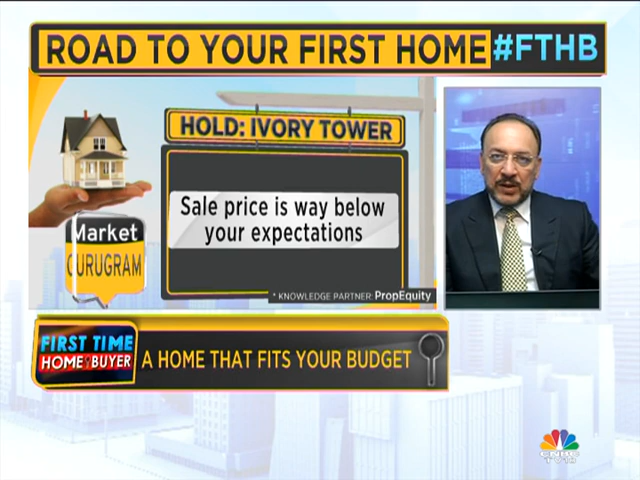 ROAD TO YOUR FIRST HOME #FTHB
HOLD: IVORY TOWER
Sale price is way below
your expectations
Market
GURUGRAM
* KNOWLEDGE PARTNER: PropEquity
FIRST TIME
HOME BUYER
A HOME THAT FITS YOUR BUDGET
CNBC
TV18